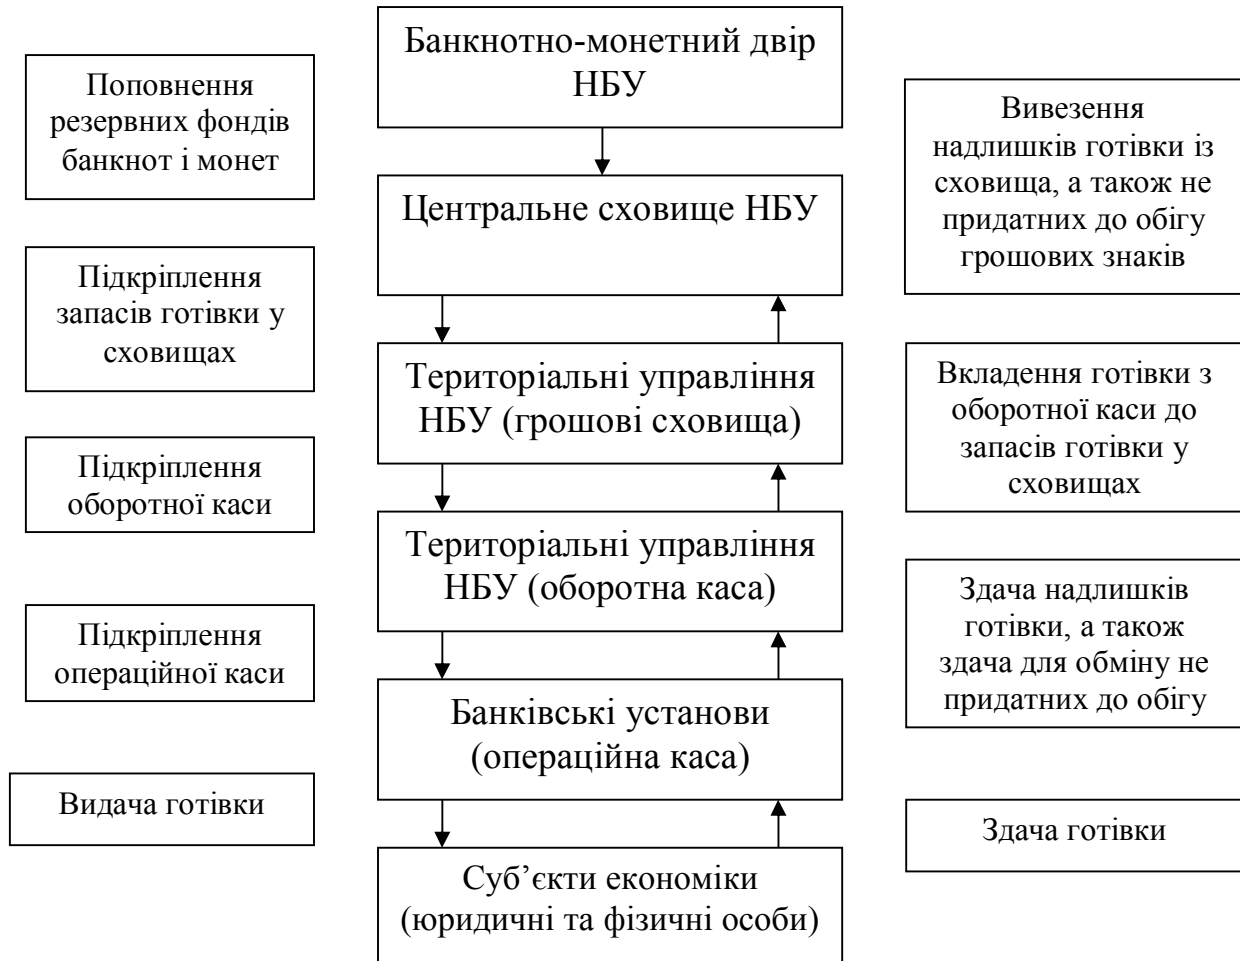 Банкнотно-монетний двір
НБУ
Поповнення
резервних фондів
банкнот і монет
Вивезення
надлишків готівки із
сховища, а також не
придатних до обігу
грошових знаків
Центральне сховище НБУ
Підкріплення
запасів готівки у
сховищах
Територіальні управління
НБУ (грошові сховища)
Вкладення готівки з
оборотної каси до
запасів готівки у
сховищах
Підкріплення
оборотної каси
Територіальні управління
НБУ (оборотна каса)
Здача надлишків
готівки, а також
здача для обміну не
придатних до обігу
Підкріплення
операційної каси
Банківські установи
(операційна каса)
Видача готівки
Здача готівки
Суб’єкти економіки
(юридичні та фізичні особи)